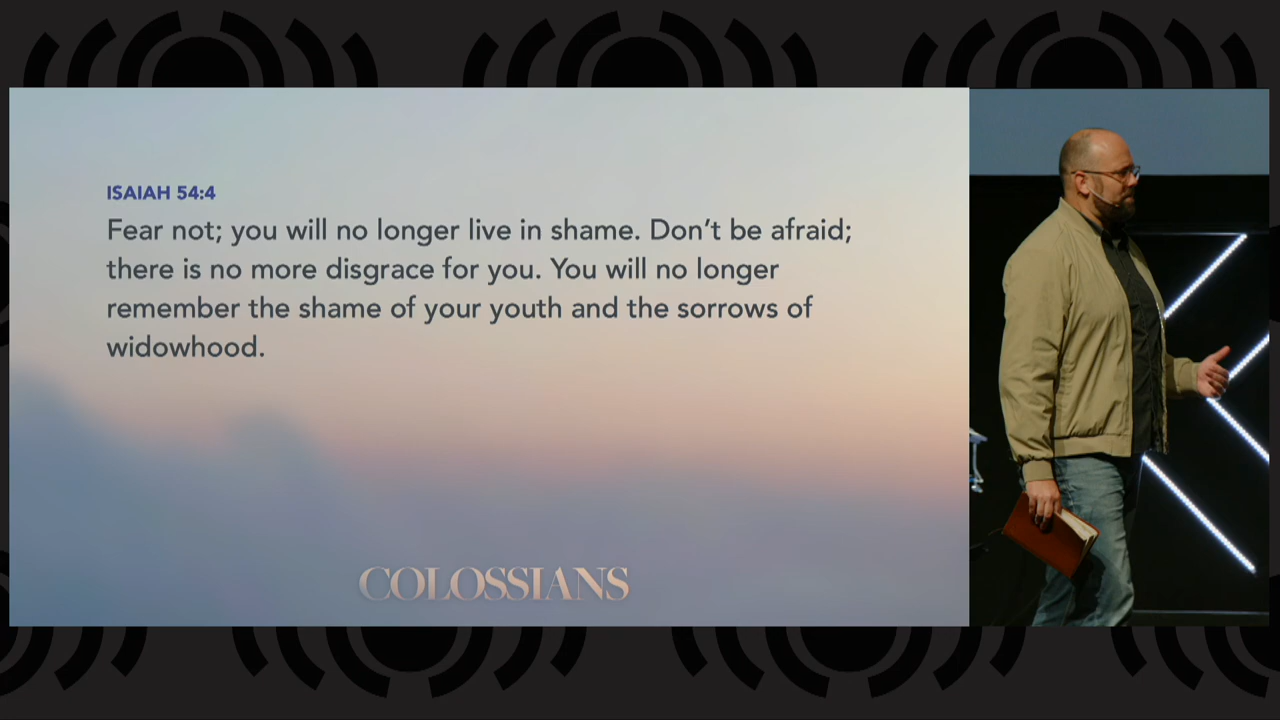 ISAIAH 54:4
Fear not; you will no longer live in shame. Don’t be afraid;
there is no more disgrace for you. You will no longer
remember the shame of your youth and the sorrows of
widowhood.
COLOSSIANS